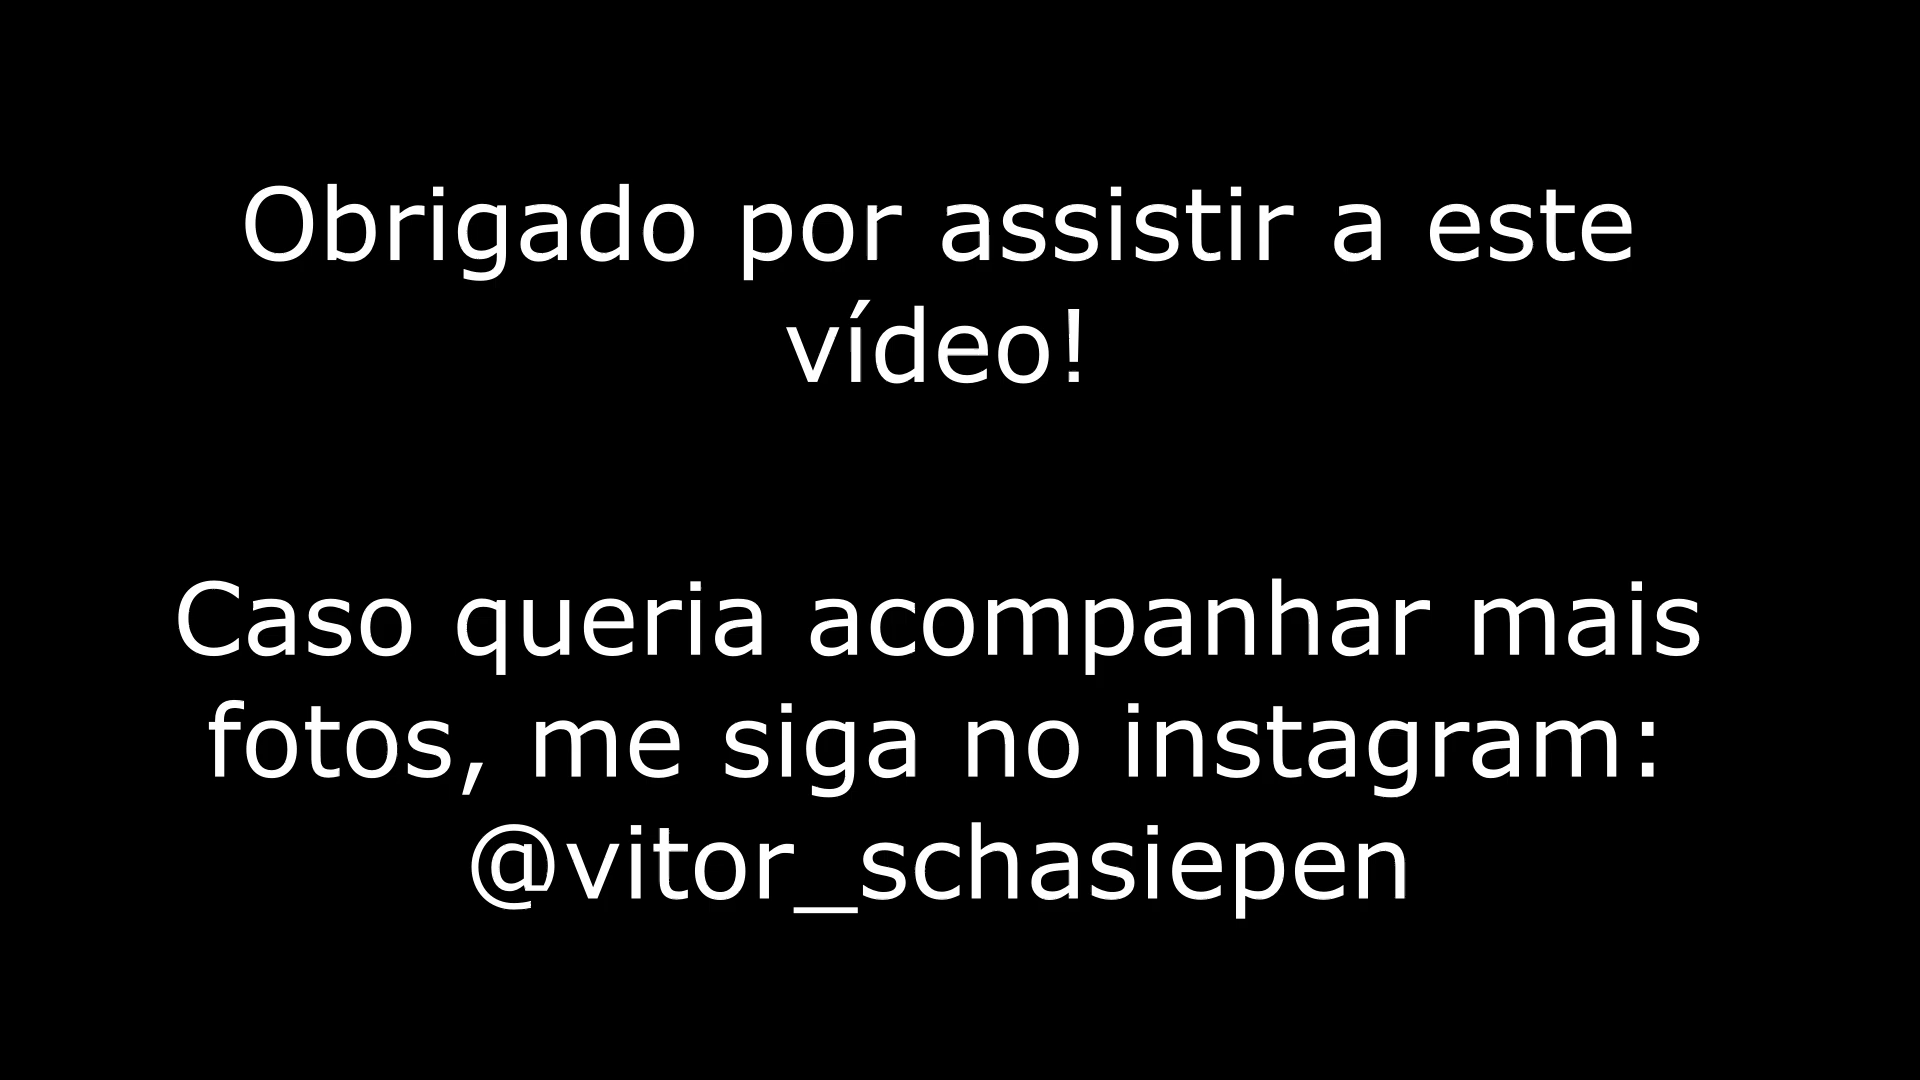 Obrigado por assistir a este
vídeo!
Caso queria acompanhar mais
fotos, me siga no instagram:
@vitor_schasiepen